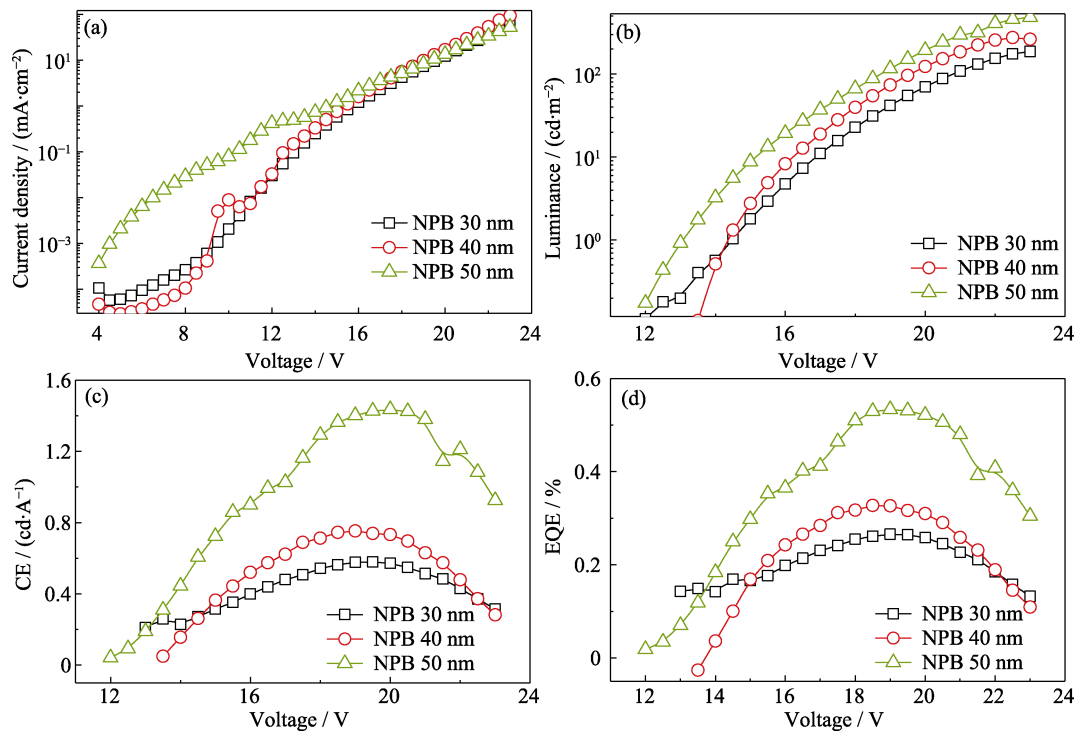 (a)
Current density / (mA·cm⁻²)
10¹
10⁻¹
10⁻³
NPB 30 nm
NPB 40 nm
NPB 50 nm
4 8 12 16 20 24
Voltage / V
(b)
Luminance / (cd·m⁻²)
10²
10¹
10⁰
NPB 30 nm
NPB 40 nm
NPB 50 nm
12 14 16 18 20 22 24
Voltage / V
(c)
CE / (cd·A⁻¹)
1.6
1.2
0.8
0.4
0
NPB 30 nm
NPB 40 nm
NPB 50 nm
12 16 20 24
Voltage / V
(d)
EQE / %
0.6
0.4
0.2
0
NPB 30 nm
NPB 40 nm
NPB 50 nm
12 14 16 18 20 22 24
Voltage / V